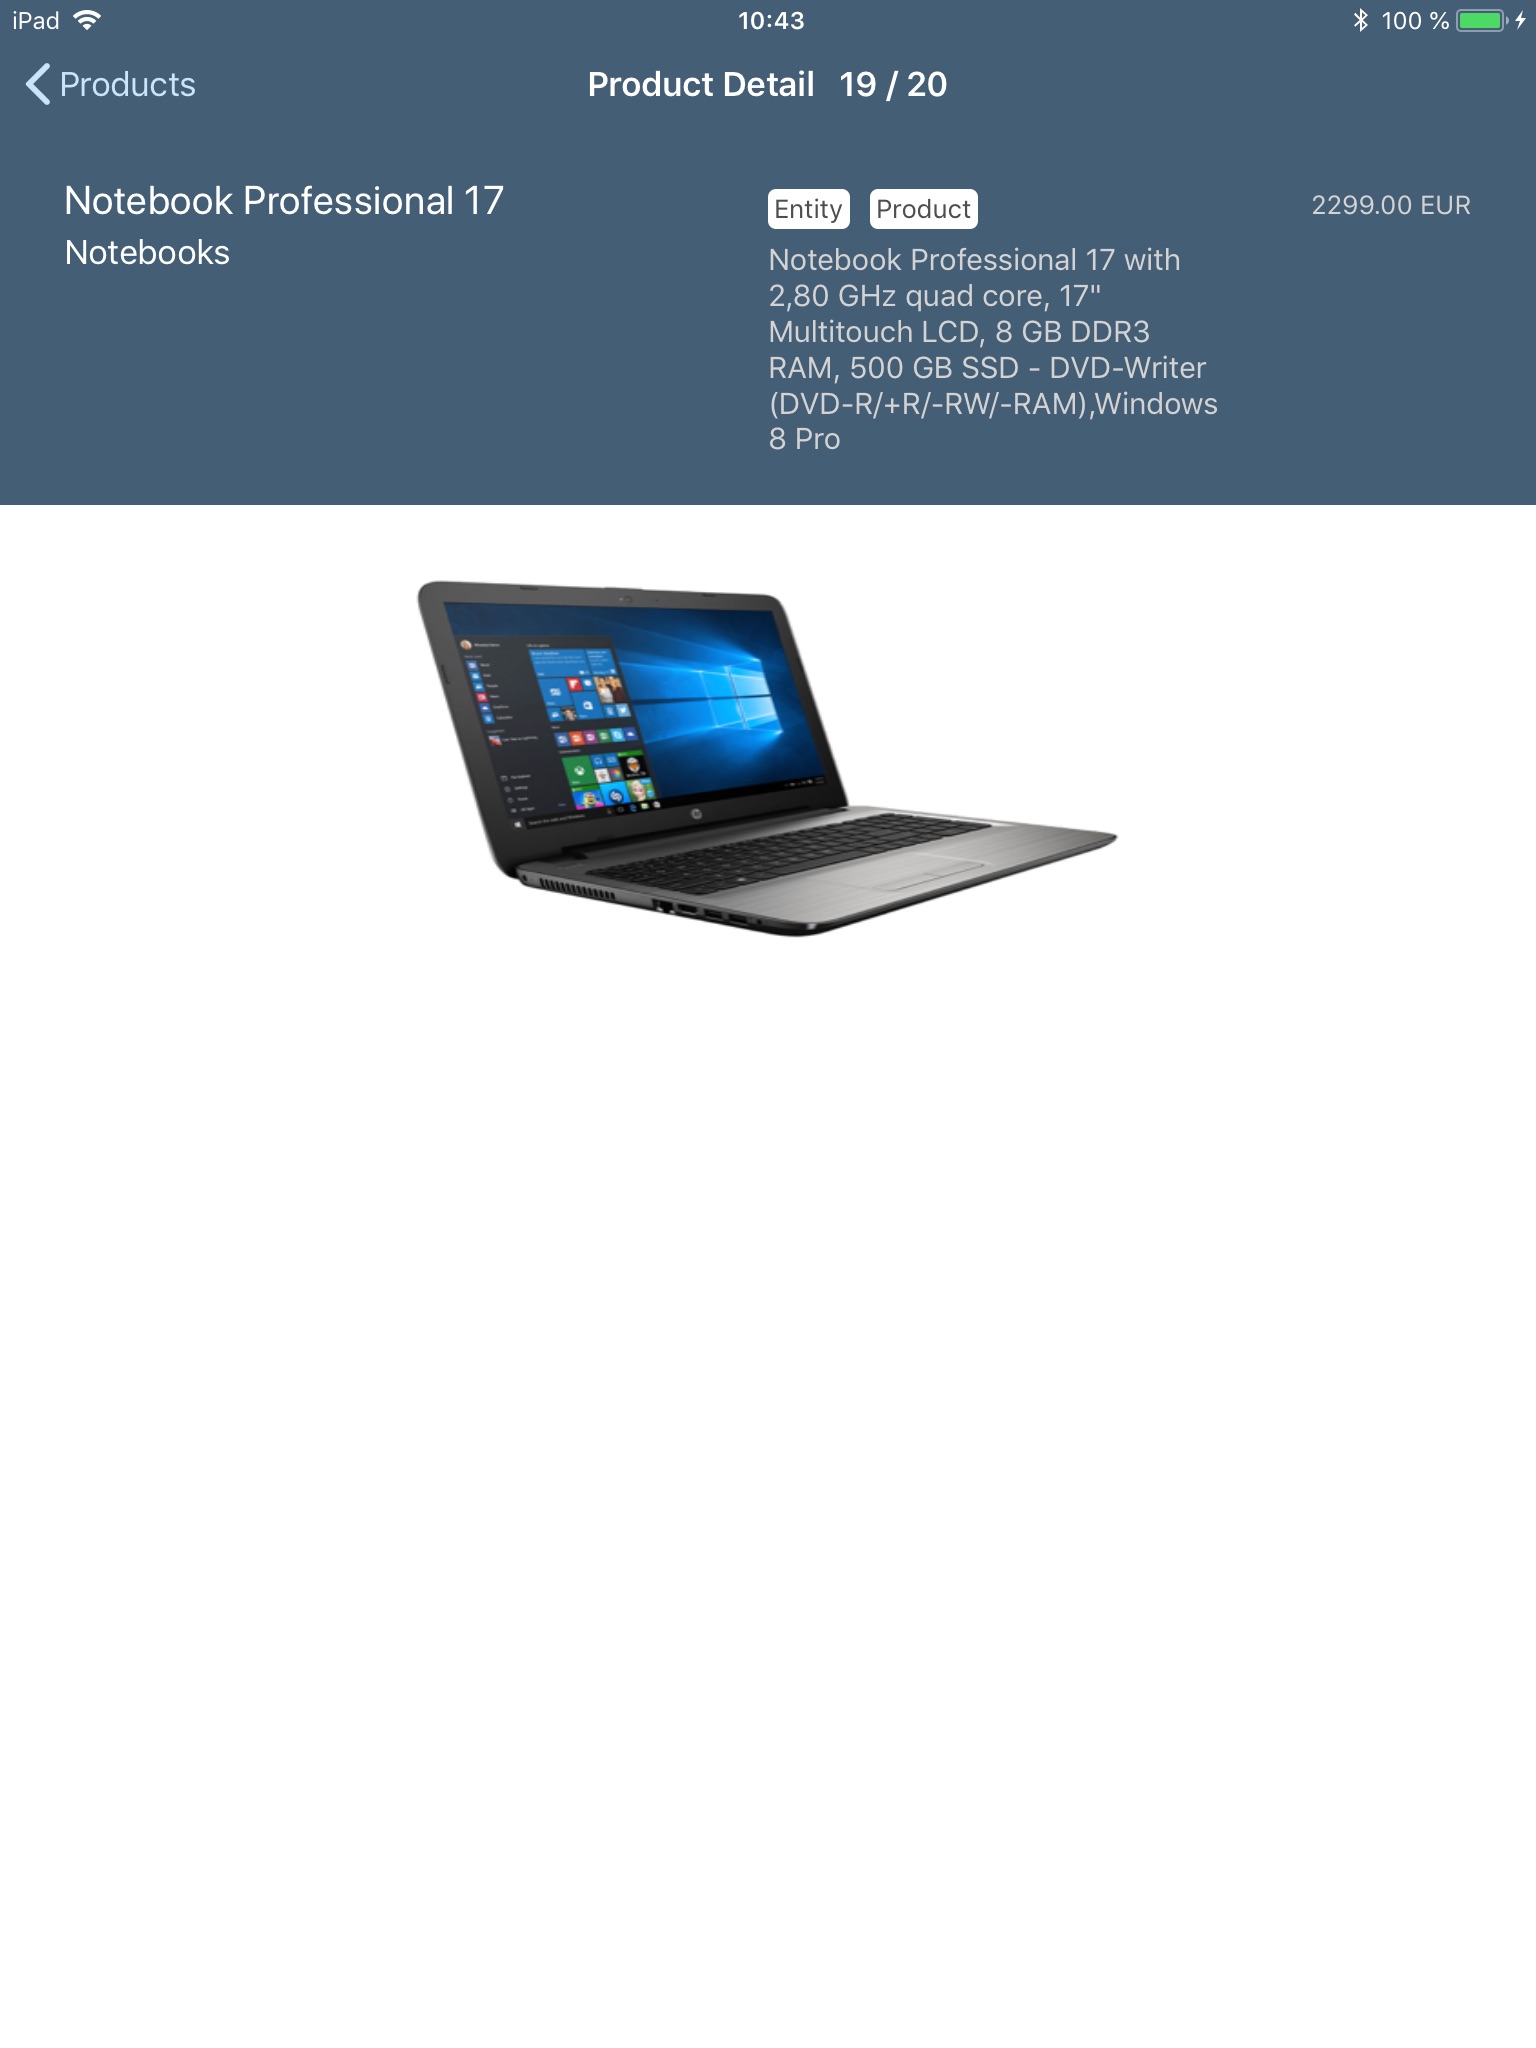 iPad 10:43 100 %
Products Product Detail 19 / 20
Notebook Professional 17
Notebooks
Entity Product
2299.00 EUR
Notebook Professional 17 with
2,80 GHz quad core, 17"
Multitouch LCD, 8 GB DDR3
RAM, 500 GB SSD - DVD-Writer
(DVD-R/+R/-RW/-RAM),Windows
8 Pro
hp